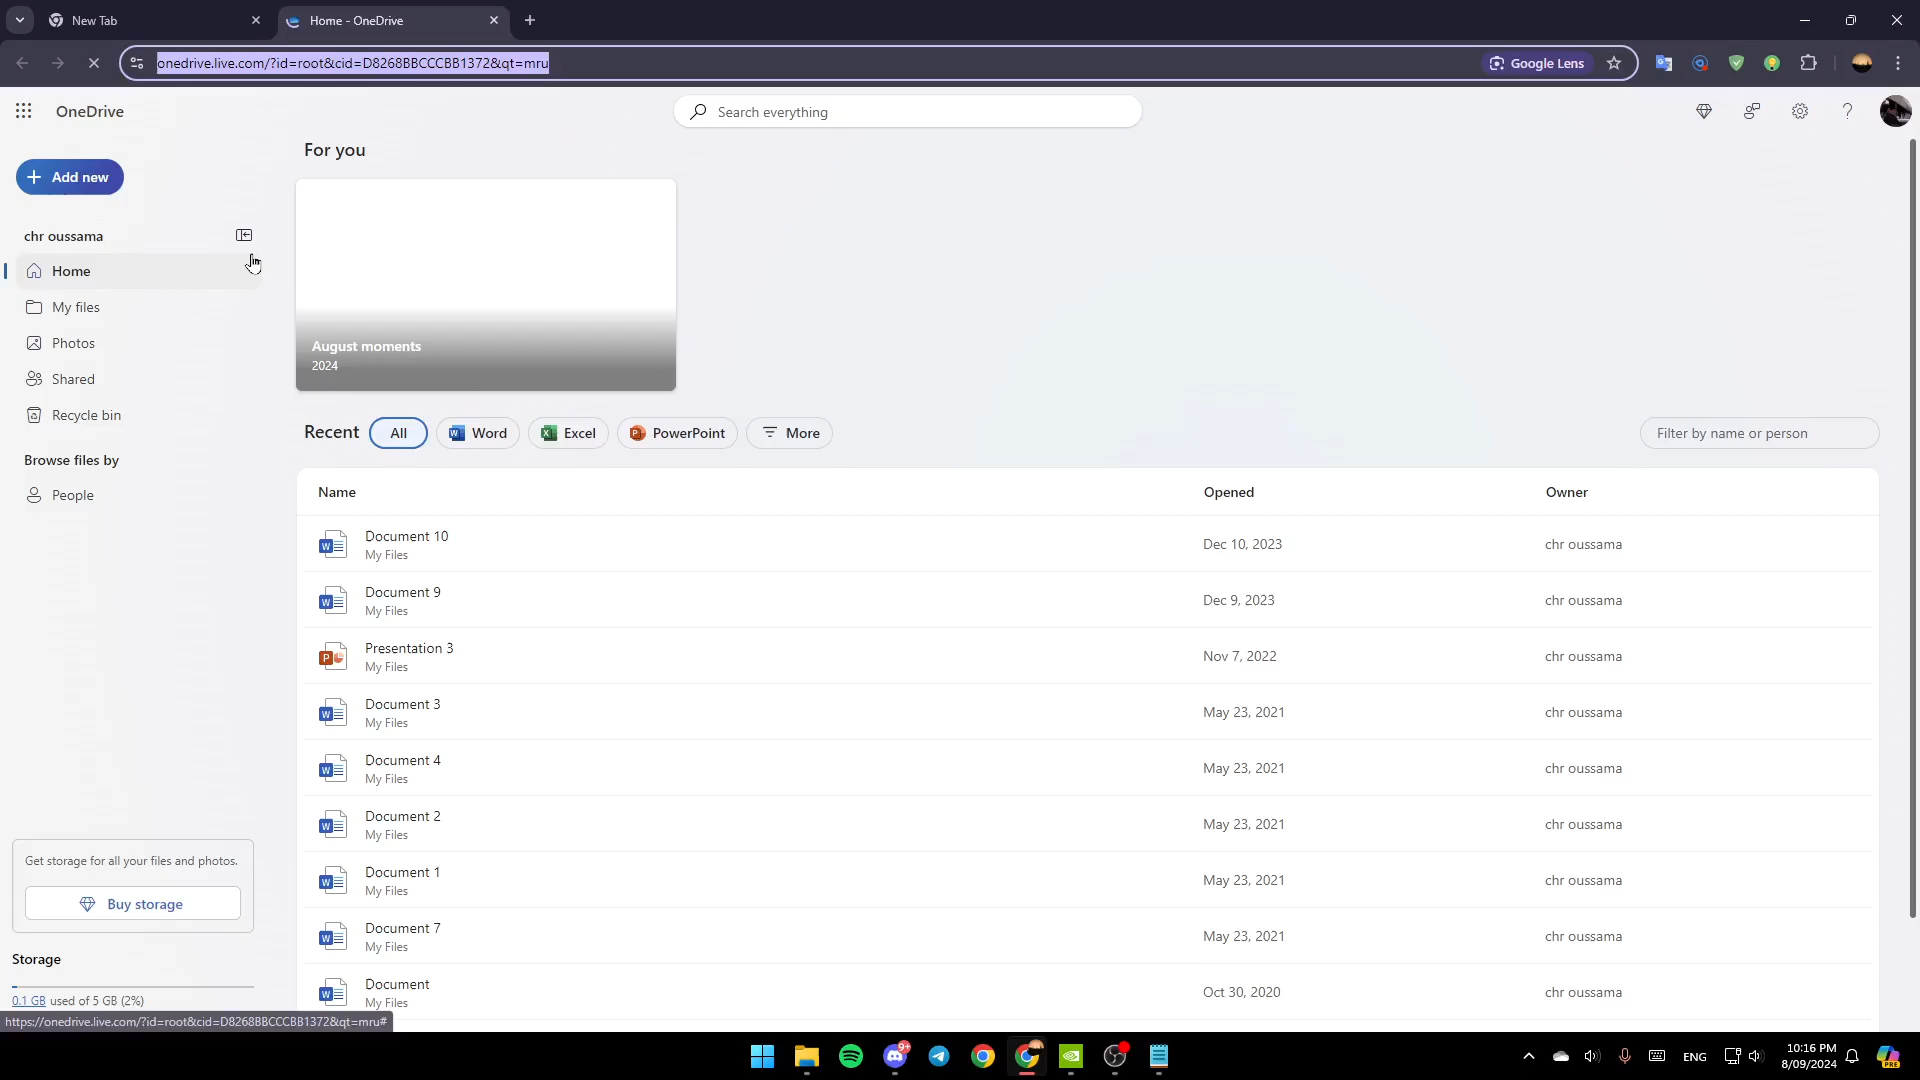 New Tab
Home - OneDrive
onedrive.live.com/?id=root&cid=D8268BBCCCBB1372&qt=mru
Google Lens
OneDrive
Search everything
Add new
For you
chr oussama
Home
My files
Photos
Shared
Recycle bin
Browse files by
People
August moments
2024
Recent
All
Word
Excel
PowerPoint
More
Filter by name or person
Name Opened Owner
Document 10
My Files
Dec 10, 2023 chr oussama
Document 9
My Files
Dec 9, 2023 chr oussama
Presentation 3
My Files
Nov 7, 2022 chr oussama
Document 3
My Files
May 23, 2021 chr oussama
Document 4
My Files
May 23, 2021 chr oussama
Document 2
My Files
May 23, 2021 chr oussama
Document 1
My Files
May 23, 2021 chr oussama
Document 7
My Files
May 23, 2021 chr oussama
Document
My Files
Oct 30, 2020 chr oussama
Get storage for all your files and photos.
Buy storage
Storage
0.1 GB used of 5 GB (2%)
https://onedrive.live.com/?id=root&cid=D8268BBCCCBB1372&qt=mru#
9+
ENG
10:16 PM
8/09/2024
PRE